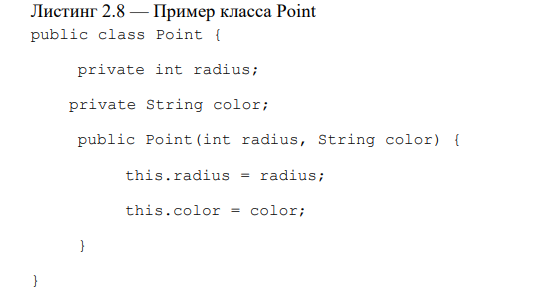 Листинг 2.8 — Пример класса Point
public class Point {
private int radius;
private String color;
public Point(int radius, String color) {
this.radius = radius;
this.color = color;
}
}